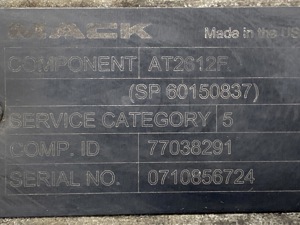 MACK Made in the US
COMPONENT AT2612F
(SP 60150837)
SERVICE CATEGORY 5
COMP. ID 77038291
SERIAL NO. 0710856724